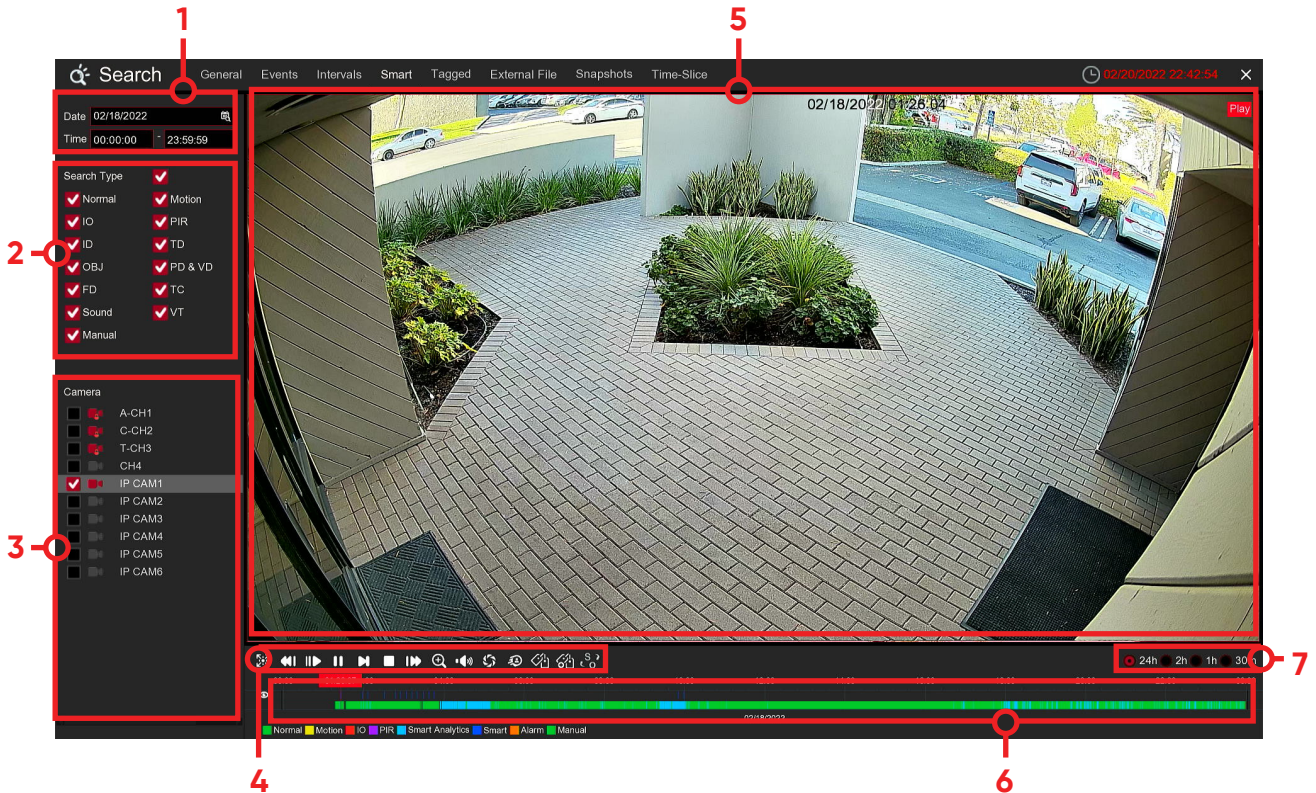 1
5
Search General Events Intervals Smart Tagged External File Snapshots Time-Slice 02/20/2022 22:42:54
Date 02/18/2022
Time 00:00:00 - 23:59:59
02/18/2022 01:26:04
Play
Search Type
Normal Motion
IO PIR
ID TD
OBJ PD & VD
FD TC
Sound VT
Manual
2
Camera
A-CH1
C-CH2
T-CH3
CH4
IP CAM1
IP CAM2
IP CAM3
IP CAM4
IP CAM5
IP CAM6
3
24h 2h 1h
7
02/18/2022
Normal Motion IO PIR Smart Analytics Smart Alarm Manual
4
6